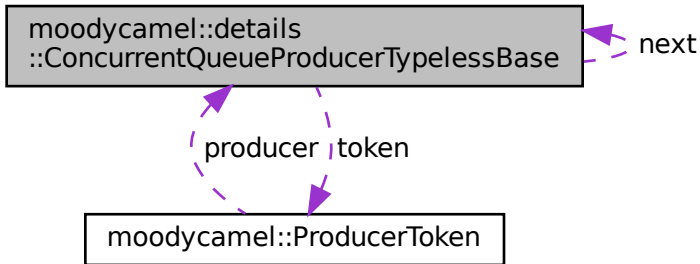 moodycamel::details
::ConcurrentQueueProducerTypelessBase
next
producer
token
moodycamel::ProducerToken